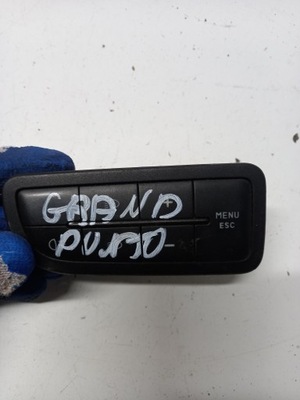 +
GRAND
MENU
ESC
PUNTO -